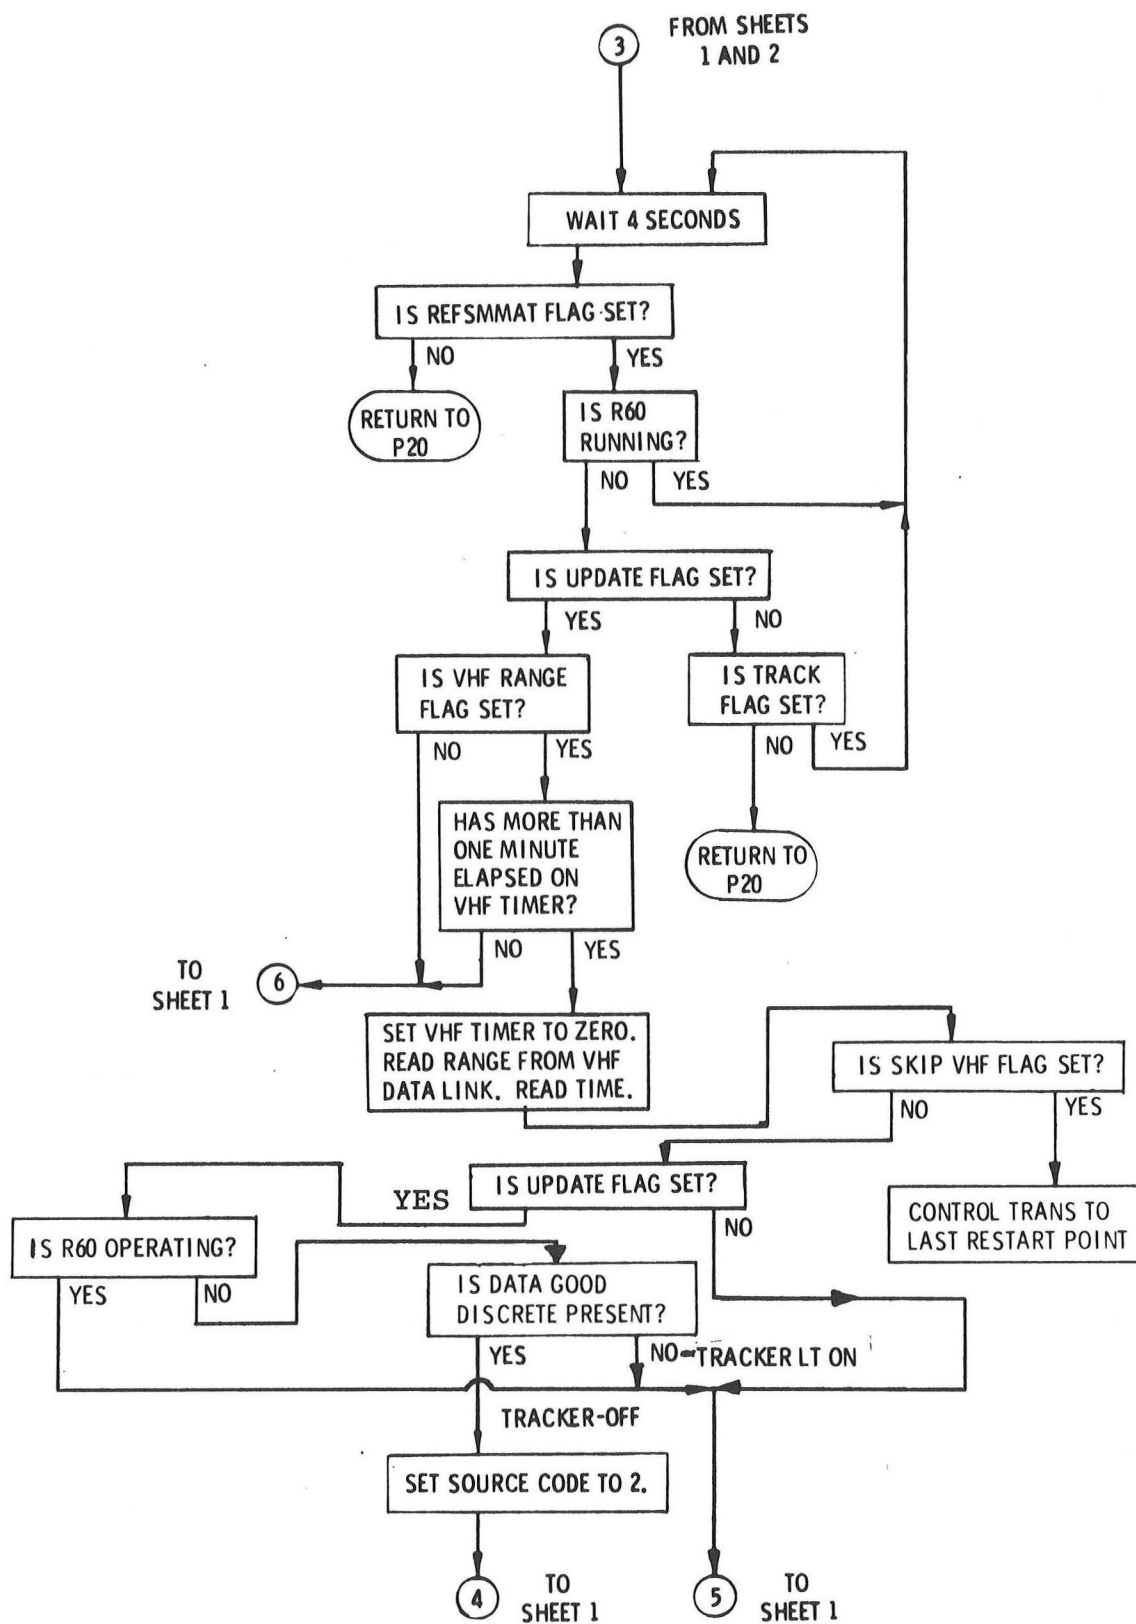 FROM SHEETS
3
1 AND 2
WAIT 4 SECONDS
IS REFSMMAT FLAG SET?
NO
YES
RETURN TO
P20
IS R60
RUNNING?
NO
YES
IS UPDATE FLAG SET?
YES
NO
IS VHF RANGE
FLAG SET?
IS TRACK
FLAG SET?
NO
YES
NO
YES
HAS MORE THAN
ONE MINUTE
ELAPSED ON
VHF TIMER?
RETURN TO
P20
NO
YES
TO
SHEET 1
6
SET VHF TIMER TO ZERO.
READ RANGE FROM VHF
DATA LINK. READ TIME.
IS SKIP VHF FLAG SET?
NO
YES
IS UPDATE FLAG SET?
YES
NO
CONTROL TRANS TO
LAST RESTART POINT
IS R60 OPERATING?
YES
NO
IS DATA GOOD
DISCRETE PRESENT?
YES
NO-TRACKER LT ON
TRACKER-OFF
SET SOURCE CODE TO 2.
4
TO
SHEET 1
5
TO
SHEET 1